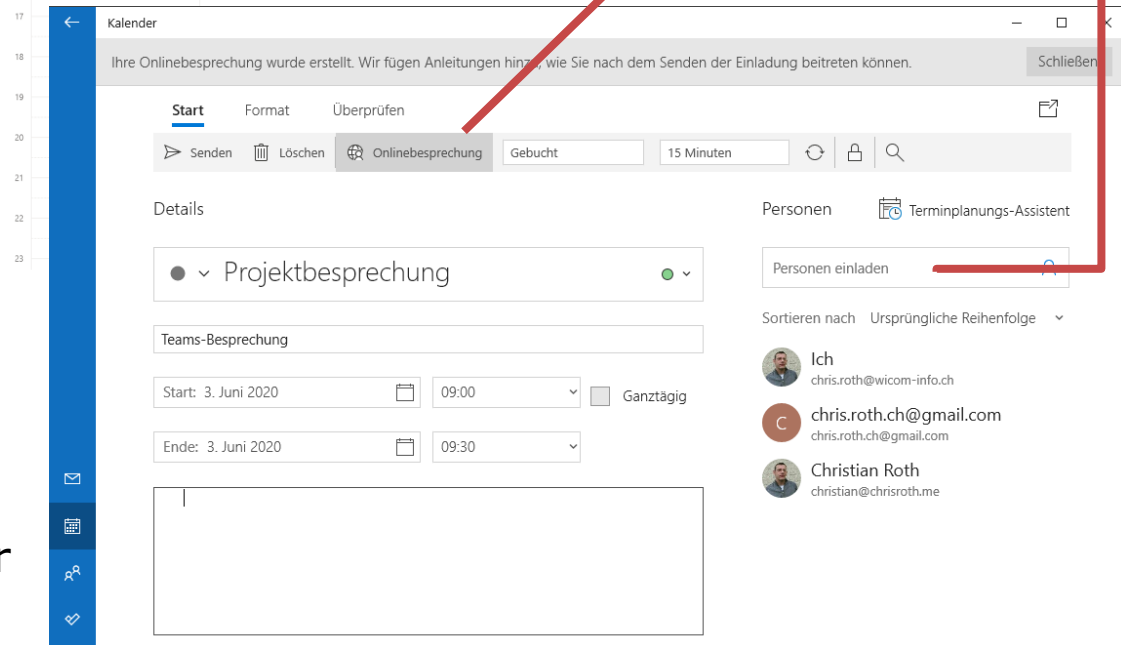 17
18
19
20
21
22
23
r
Kalender
Ihre Onlinebesprechung wurde erstellt. Wir fügen Anleitungen hinzu, wie Sie nach dem Senden der Einladung beitreten können.
Schließen
Start Format Überprüfen
Senden Löschen Onlinebesprechung Gebucht 15 Minuten
Details
Projektbesprechung
Teams-Besprechung
Start: 3. Juni 2020 09:00 Ganztägig
Ende: 3. Juni 2020 09:30
Personen Terminplanungs-Assistent
Personen einladen
Sortieren nach Ursprüngliche Reihenfolge
Ich
chris.roth@wicom-info.ch
C
chris.roth.ch@gmail.com
chris.roth.ch@gmail.com
Christian Roth
christian@chrisroth.me